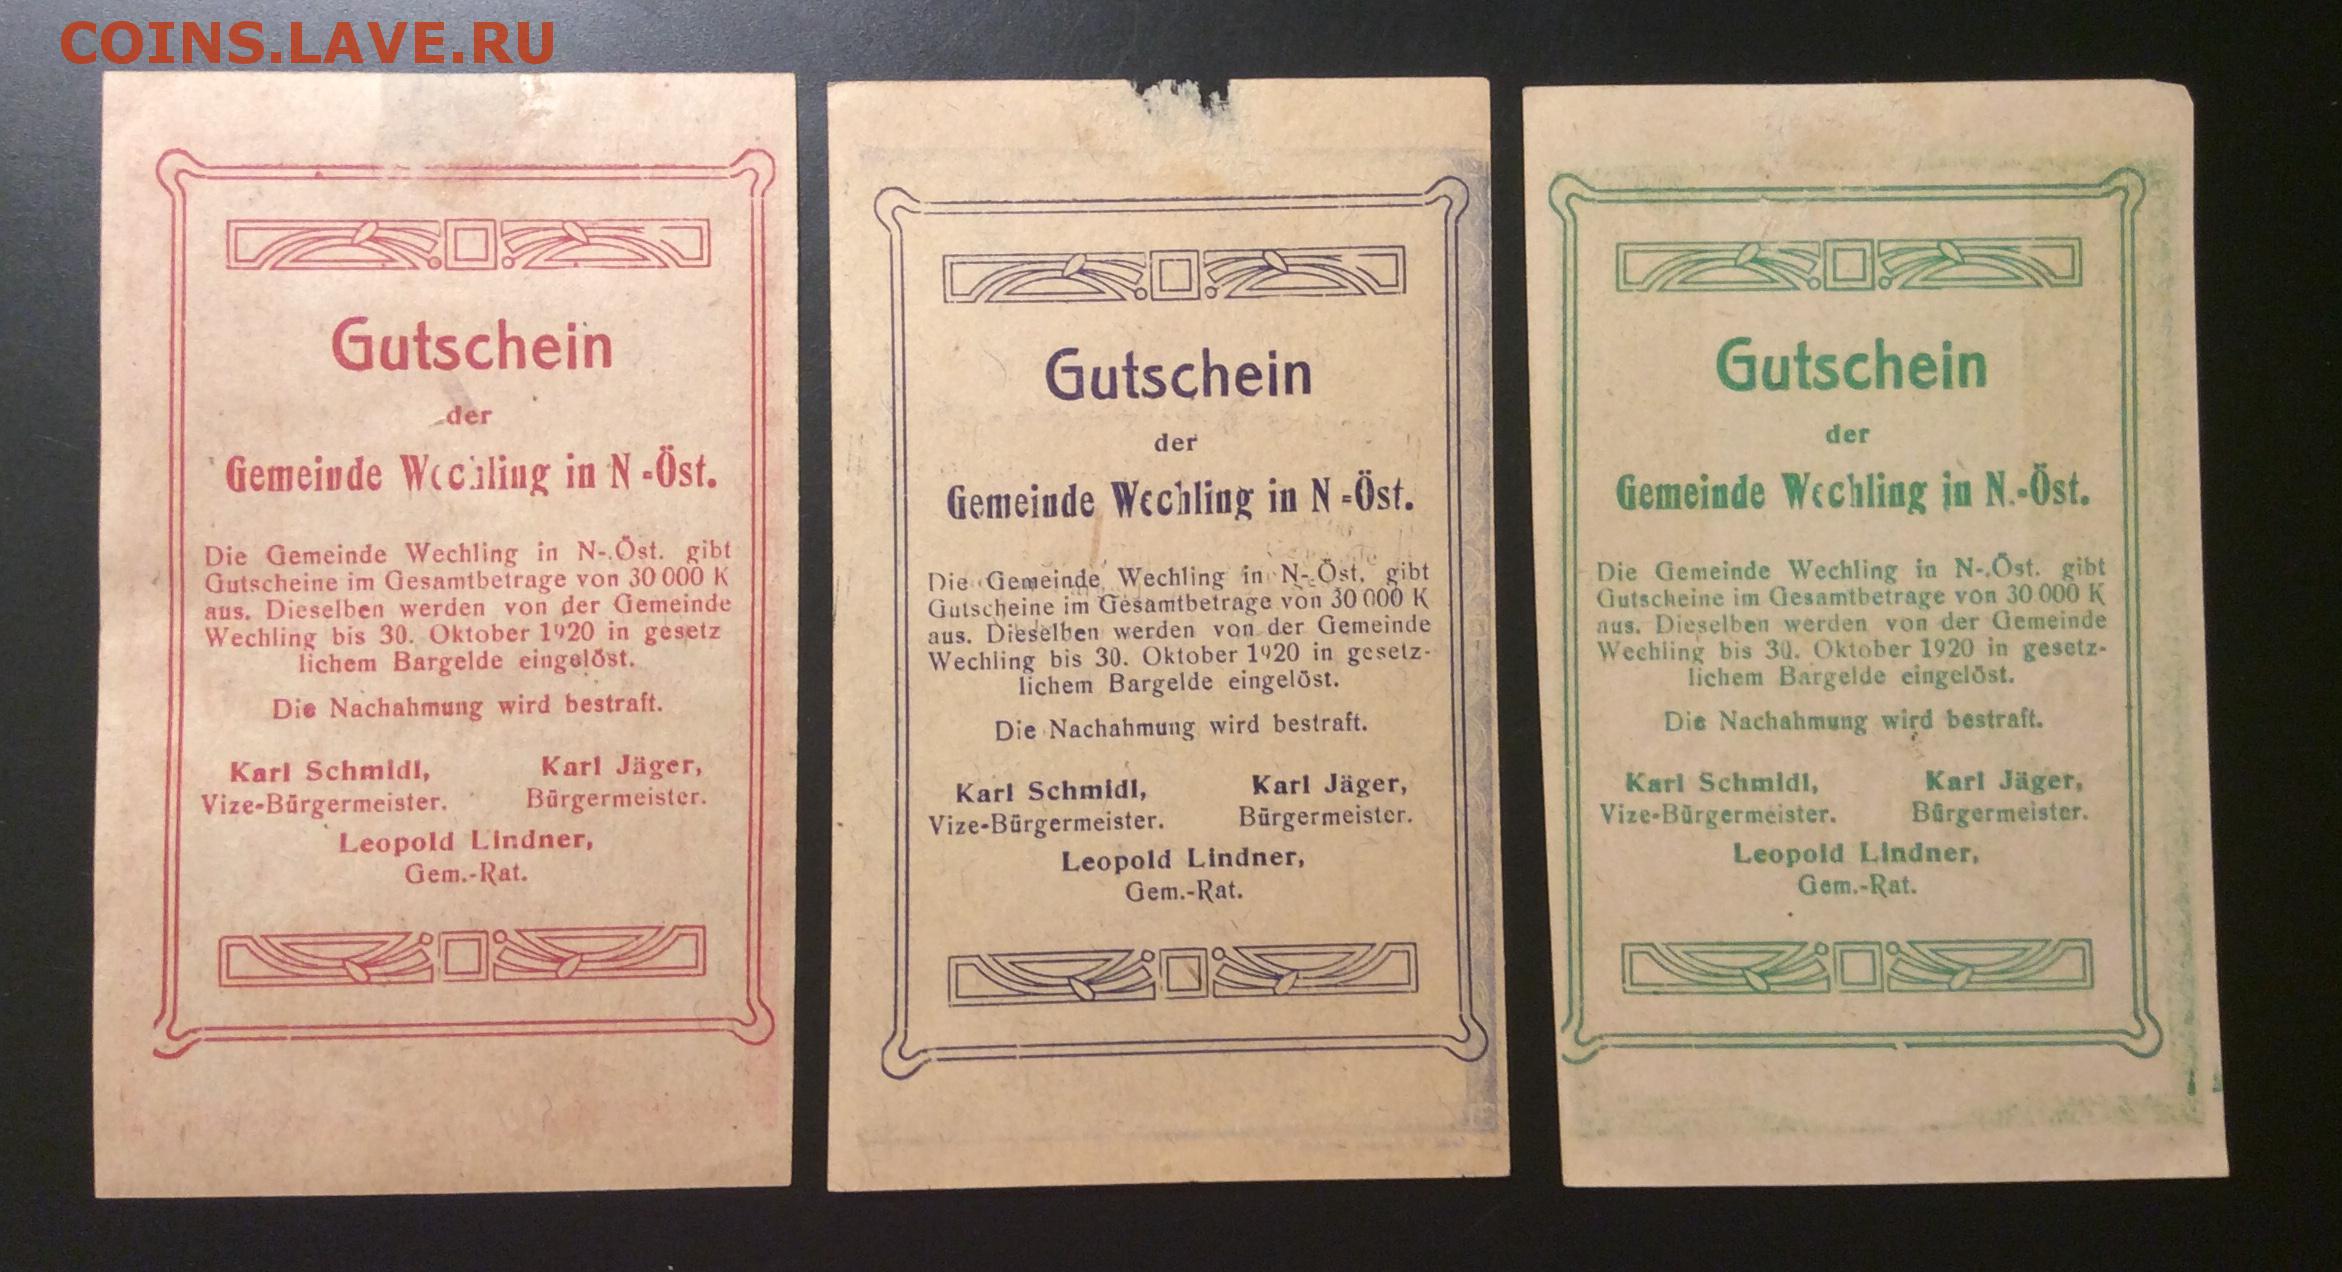 COINS.LAVE.RU
Gutschein
der
Gemeinde Wechling in N -Öst.
Die Gemeinde Wechling in N-.Öst. gibt
Gutscheine im Gesamtbetrage von 30 000 K
aus. Dieselben werden von der Gemeinde
Wechling bis 30. Oktober 1920 in gesetz
lichem Bargelde eingelöst.
Die Nachahmung wird bestraft.
Karl Schmidl,
Vize-Bürgermeister.
Karl Jäger,
Bürgermeister.
Leopold Lindner,
Gem.-Rat.
Gutschein
der
Gemeinde Wechling in N -Öst.
Die Gemeinde Wechling in N-.Öst. gibt
Gutscheine im Gesamtbetrage von 30 000 K
aus. Dieselben werden von der Gemeinde
Wechling bis 30. Oktober 1920 in gesetz-
lichem Bargelde eingelöst.
Die Nachahmung wird bestraft.
Karl Schmidl,
Vize-Bürgermeister.
Karl Jäger,
Bürgermeister.
Leopold Lindner,
Gem.-Rat.
Gutschein
der
Gemeinde Wechling in N.-Öst.
Die Gemeinde Wechling in N-.Öst. gibt
Gutscheine im Gesamtbetrage von 30 000 K
aus. Dieselben werden von der Gemeinde
Wechling bis 30. Oktober 1920 in gesetz-
lichem Bargelde eingelöst.
Die Nachahmung wird bestraft.
Karl Schmidl,
Vize-Bürgermeister.
Karl Jäger,
Bürgermeister.
Leopold Lindner,
Gem.-Rat.